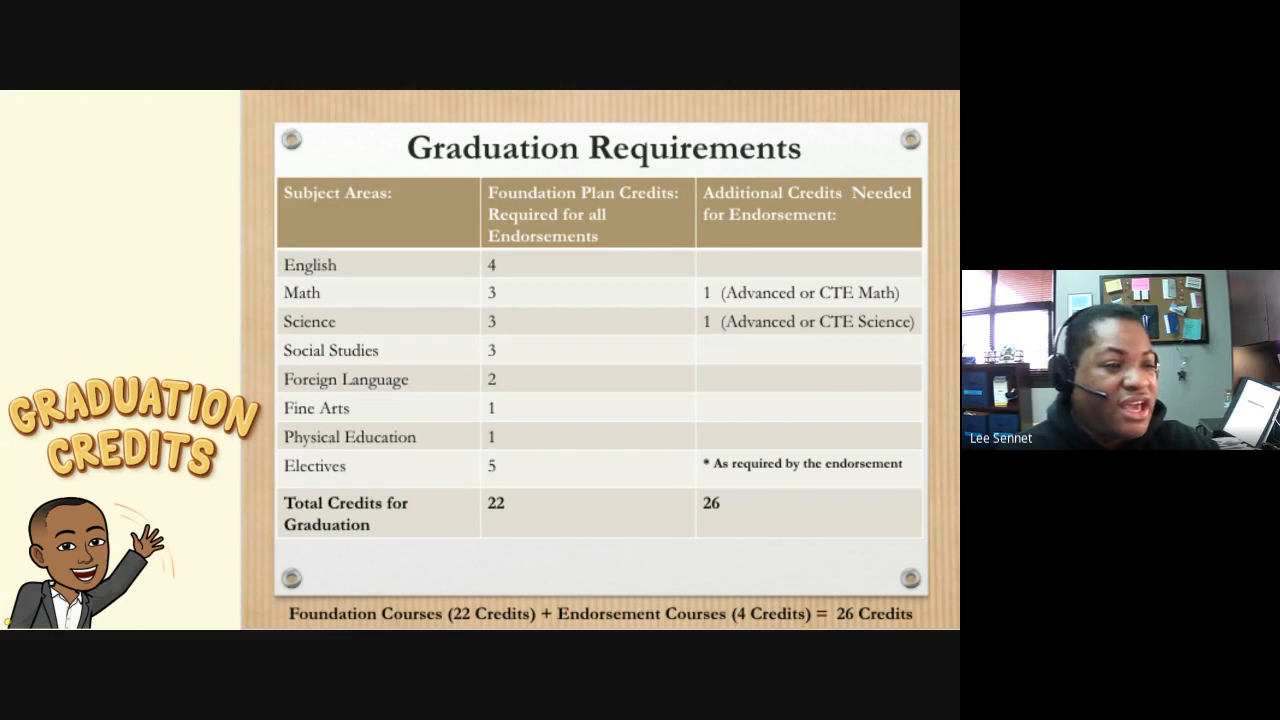 Graduation Requirements
Subject Areas:
Foundation Plan Credits:
Required for all
Endorsements
Additional Credits Needed
for Endorsement:
English 4
Math 3 1 (Advanced or CTE Math)
Science 3 1 (Advanced or CTE Science)
Social Studies 3
Foreign Language 2
Fine Arts 1
Physical Education 1
Electives 5 * As required by the endorsement
Total Credits for
Graduation
22
26
Foundation Courses (22 Credits) + Endorsement Courses (4 Credits) = 26 Credits
GRADUATION
CREDITS
Lee Sennet